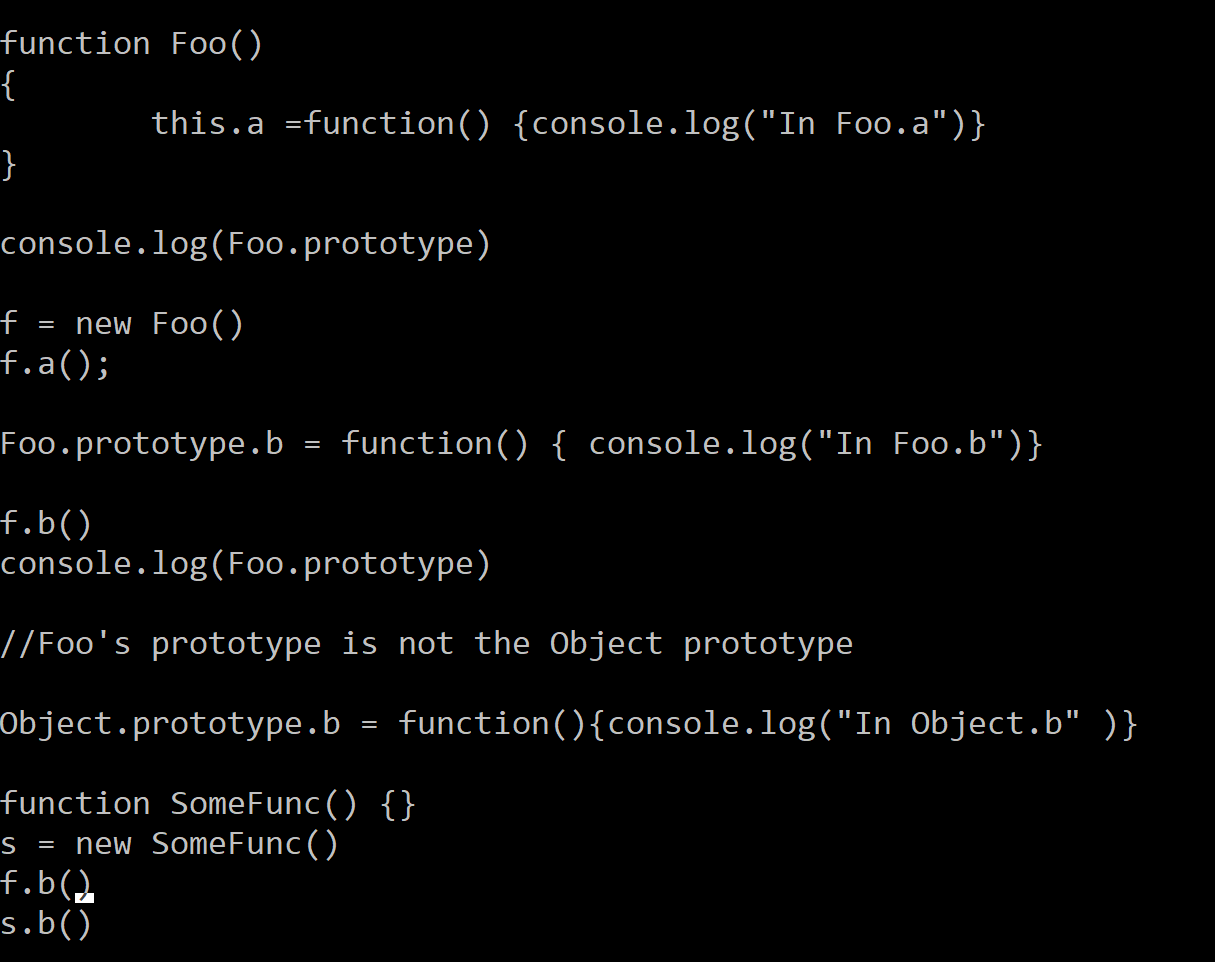 function Foo()
{
        this.a =function() {console.log("In Foo.a")}
}

console.log(Foo.prototype)

f = new Foo()
f.a();

Foo.prototype.b = function() { console.log("In Foo.b")}

f.b()
console.log(Foo.prototype)

//Foo's prototype is not the Object prototype

Object.prototype.b = function(){console.log("In Object.b" )}

function SomeFunc() {}
s = new SomeFunc()
f.b()
s.b()